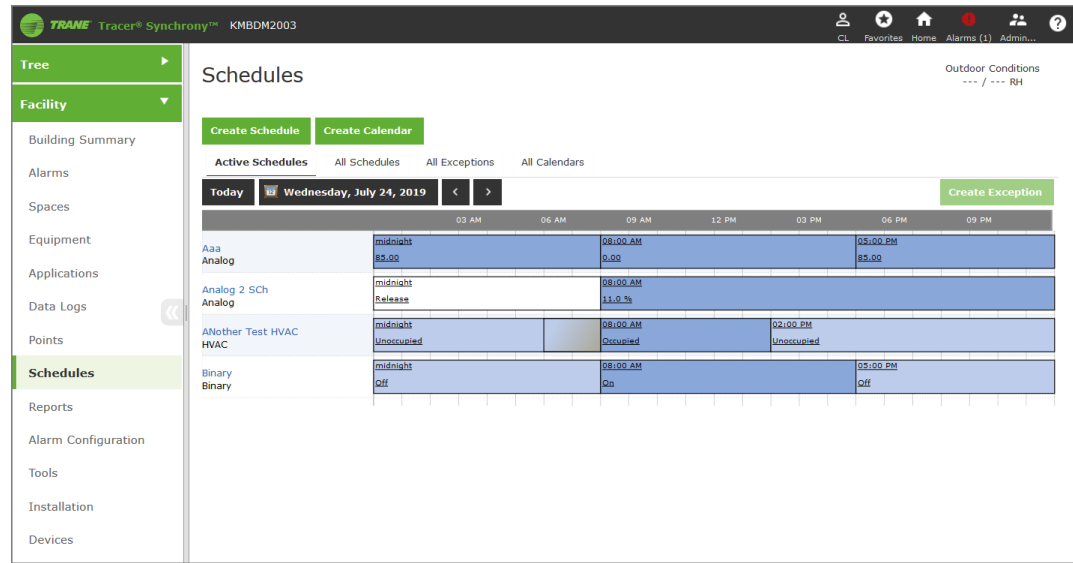 TRANE Tracer® Synchrony™ KMBDM2003
CL Favorites Home Alarms (1) Admin...
Tree
Facility
Building Summary
Alarms
Spaces
Equipment
Applications
Data Logs
Points
Schedules
Reports
Alarm Configuration
Tools
Installation
Devices
Schedules
Outdoor Conditions
--- / --- RH
Create Schedule Create Calendar
Active Schedules All Schedules All Exceptions All Calendars
Today Wednesday, July 24, 2019 < > Create Exception
03 AM 06 AM 09 AM 12 PM 03 PM 06 PM 09 PM
Aaa
Analog
midnight 08:00 AM 05:00 PM
85.00 0.00 85.00
Analog 2 SCh
Analog
midnight 08:00 AM
Release 11.0 %
ANother Test HVAC
HVAC
midnight 08:00 AM 02:00 PM
Unoccupied Occupied Unoccupied
Binary
Binary
midnight 08:00 AM 05:00 PM
Off On Off